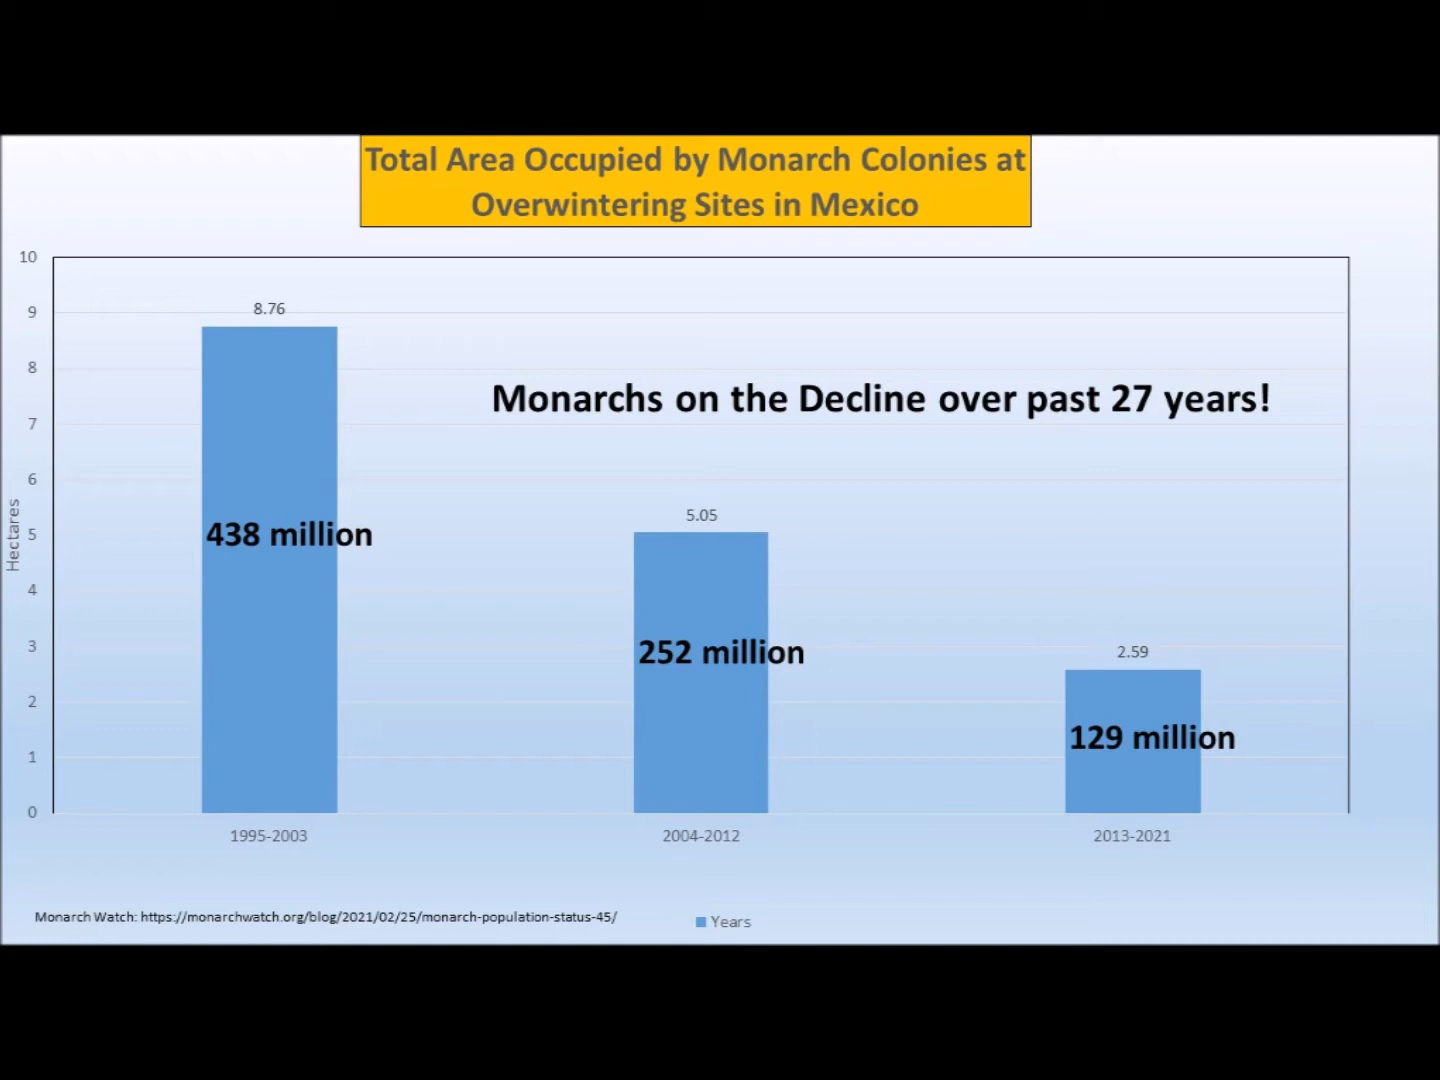 Total Area Occupied by Monarch Colonies at
Overwintering Sites in Mexico
10
9
8
7
6
5
4
3
2
1
0
Hectares
8.76
5.05
2.59
Monarchs on the Decline over past 27 years!
438 million
252 million
129 million
1995-2003
2004-2012
2013-2021
Monarch Watch: https://monarchwatch.org/blog/2021/02/25/monarch-population-status-45/
Years